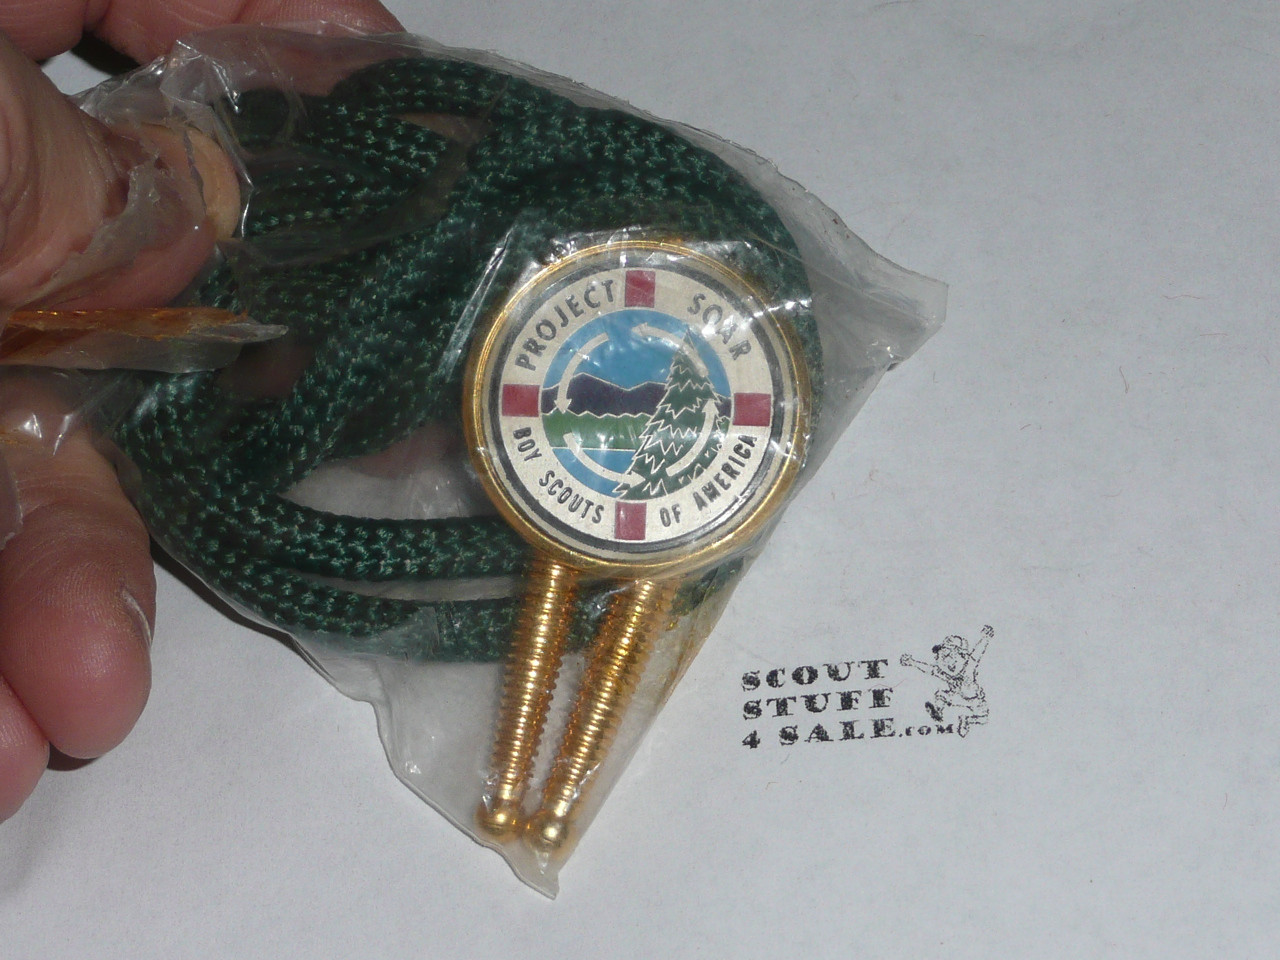 PROJECT SOAR
BOY SCOUTS OF AMERICA
SCOUT
STUFF
4 SALE.COM